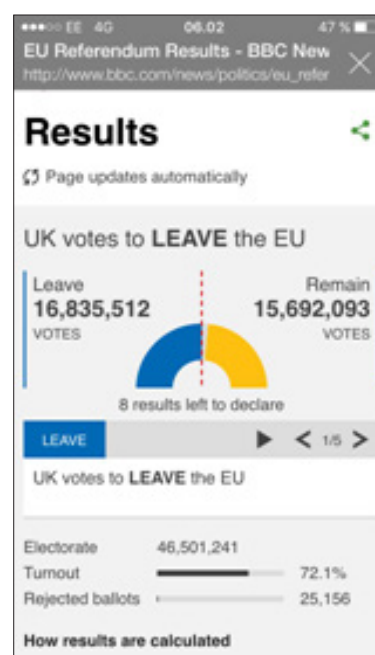 EE 4G 06.02 47 %
EU Referendum Results - BBC New
http://www.bbc.com/news/politics/eu_refer
Results
Page updates automatically
UK votes to LEAVE the EU
Leave Remain
16,835,512 15,692,093
VOTES VOTES
8 results left to declare
LEAVE 1/5
UK votes to LEAVE the EU
Electorate 46,501,241
Turnout 72.1%
Rejected ballots 25,156
How results are calculated